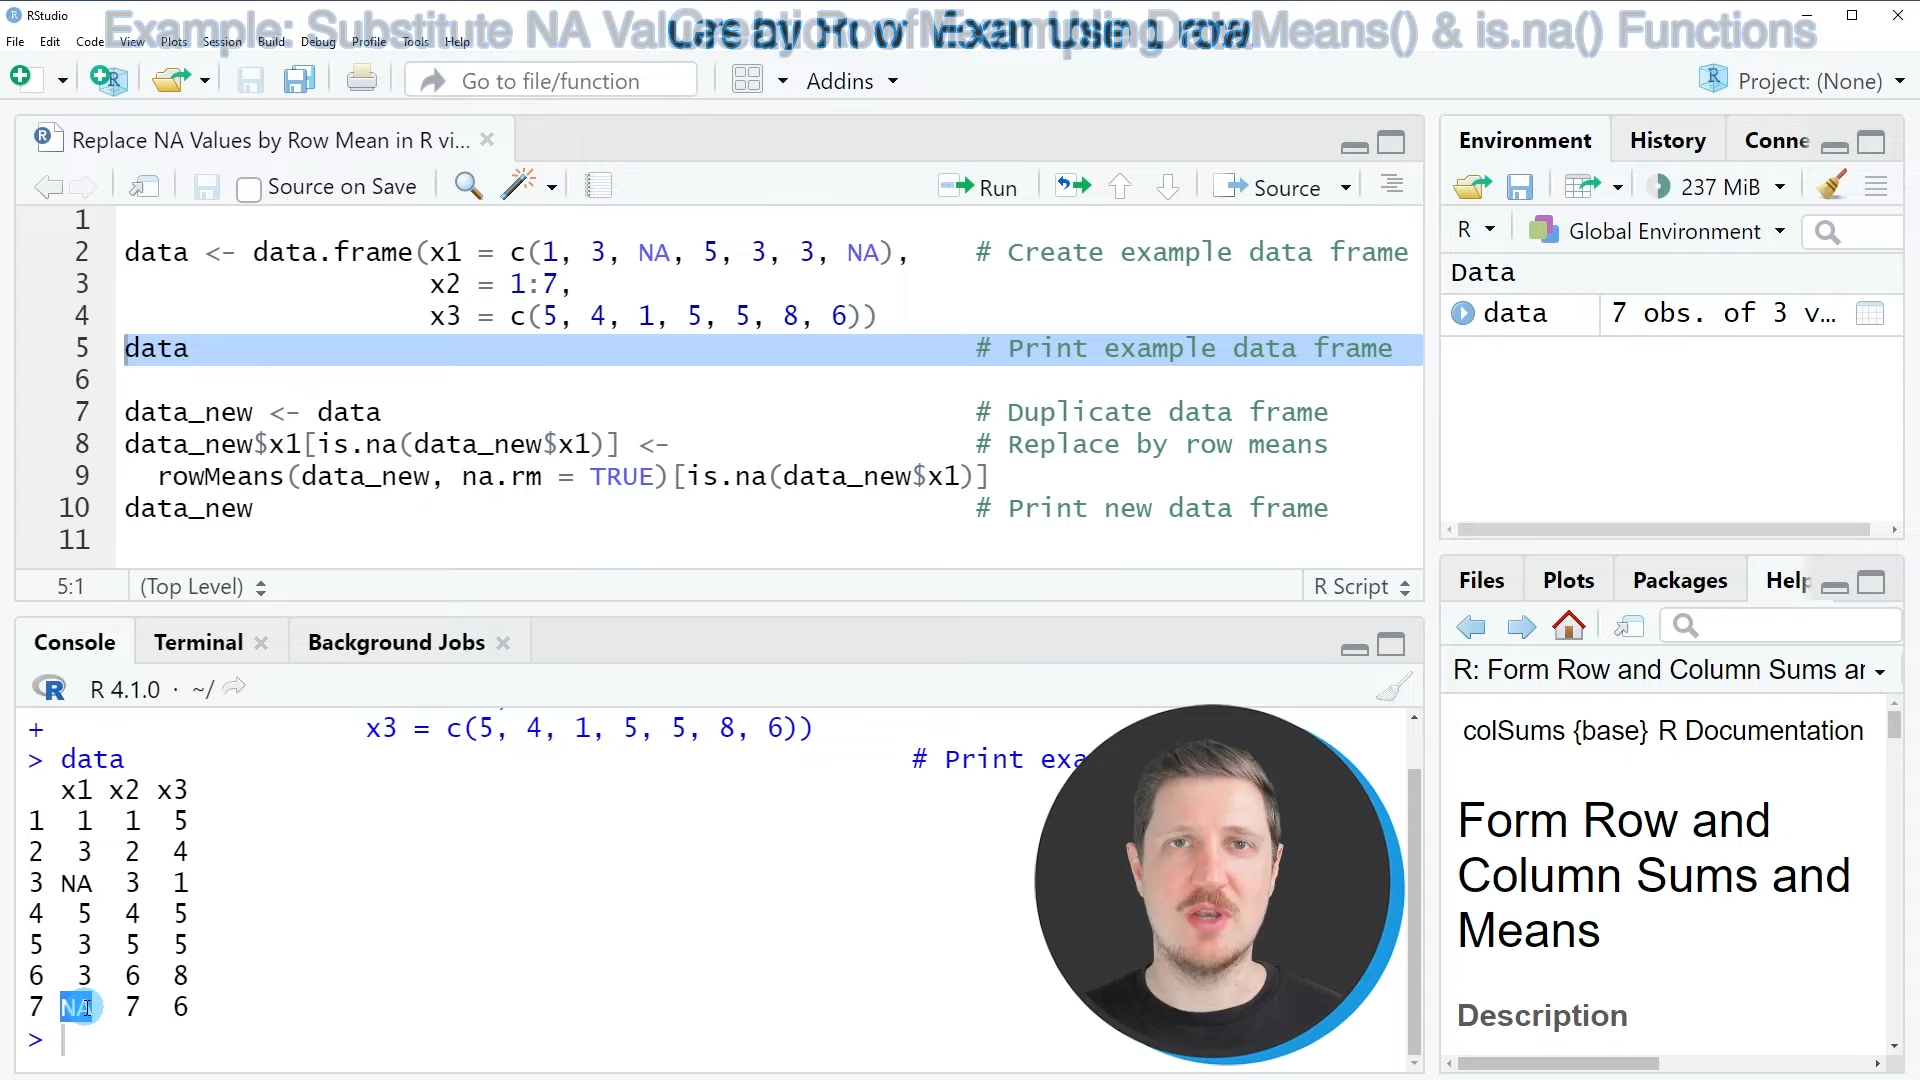 RStudio
Example: Substitute NA Values by Row Mean Using rowMeans() & is.na() Functions
File Edit Code View Plots Session Build Debug Profile Tools Help
Go to file/function
Addins
Project: (None)
Replace NA Values by Row Mean in R vi...
Source on Save
Run
Source
1
2 data <- data.frame(x1 = c(1, 3, NA, 5, 3, 3, NA), # Create example data frame
3 x2 = 1:7,
4 x3 = c(5, 4, 1, 5, 5, 8, 6))
5 data # Print example data frame
6
7 data_new <- data # Duplicate data frame
8 data_new$x1[is.na(data_new$x1)] <- # Replace by row means
9 rowMeans(data_new, na.rm = TRUE)[is.na(data_new$x1)]
10 data_new # Print new data frame
11
5:1 (Top Level) R Script
Console Terminal Background Jobs
R 4.1.0 · ~/
+ x3 = c(5, 4, 1, 5, 5, 8, 6))
> data # Print exa
x1 x2 x3
1 1 1 5
2 3 2 4
3 NA 3 1
4 5 4 5
5 3 5 5
6 3 6 8
7 NA 7 6
>
Environment History Conne
237 MiB
R Global Environment
Data
data 7 obs. of 3 v...
Files Plots Packages Help
R: Form Row and Column Sums ar
colSums {base} R Documentation
Form Row and
Column Sums and
Means
Description